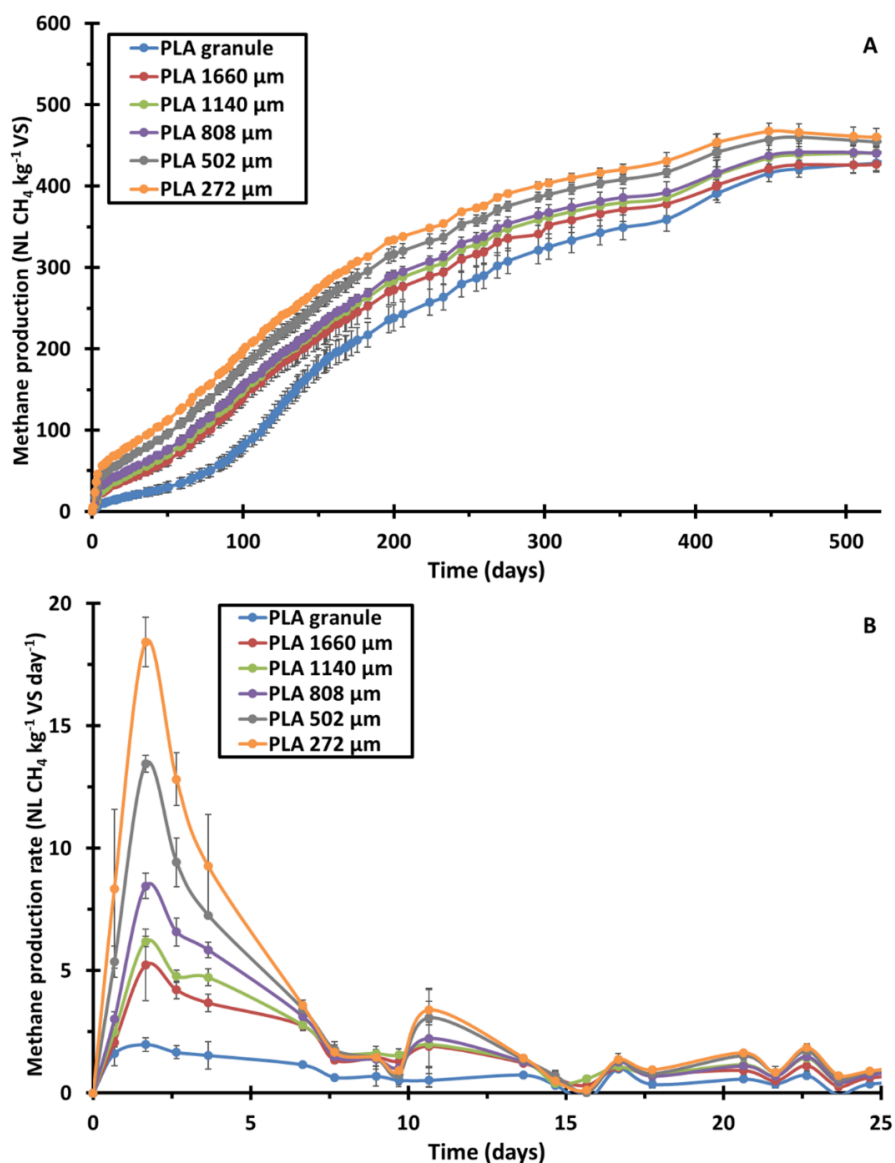 A
PLA granule
PLA 1660 µm
PLA 1140 µm
PLA 808 µm
PLA 502 µm
PLA 272 µm
Methane production (NL CH₄ kg⁻¹ VS)
600
500
400
300
200
100
0
0 100 200 300 400 500
Time (days)
B
PLA granule
PLA 1660 µm
PLA 1140 µm
PLA 808 µm
PLA 502 µm
PLA 272 µm
Methane production rate (NL CH₄ kg⁻¹ VS day⁻¹)
20
15
10
5
0
0 5 10 15 20 25
Time (days)